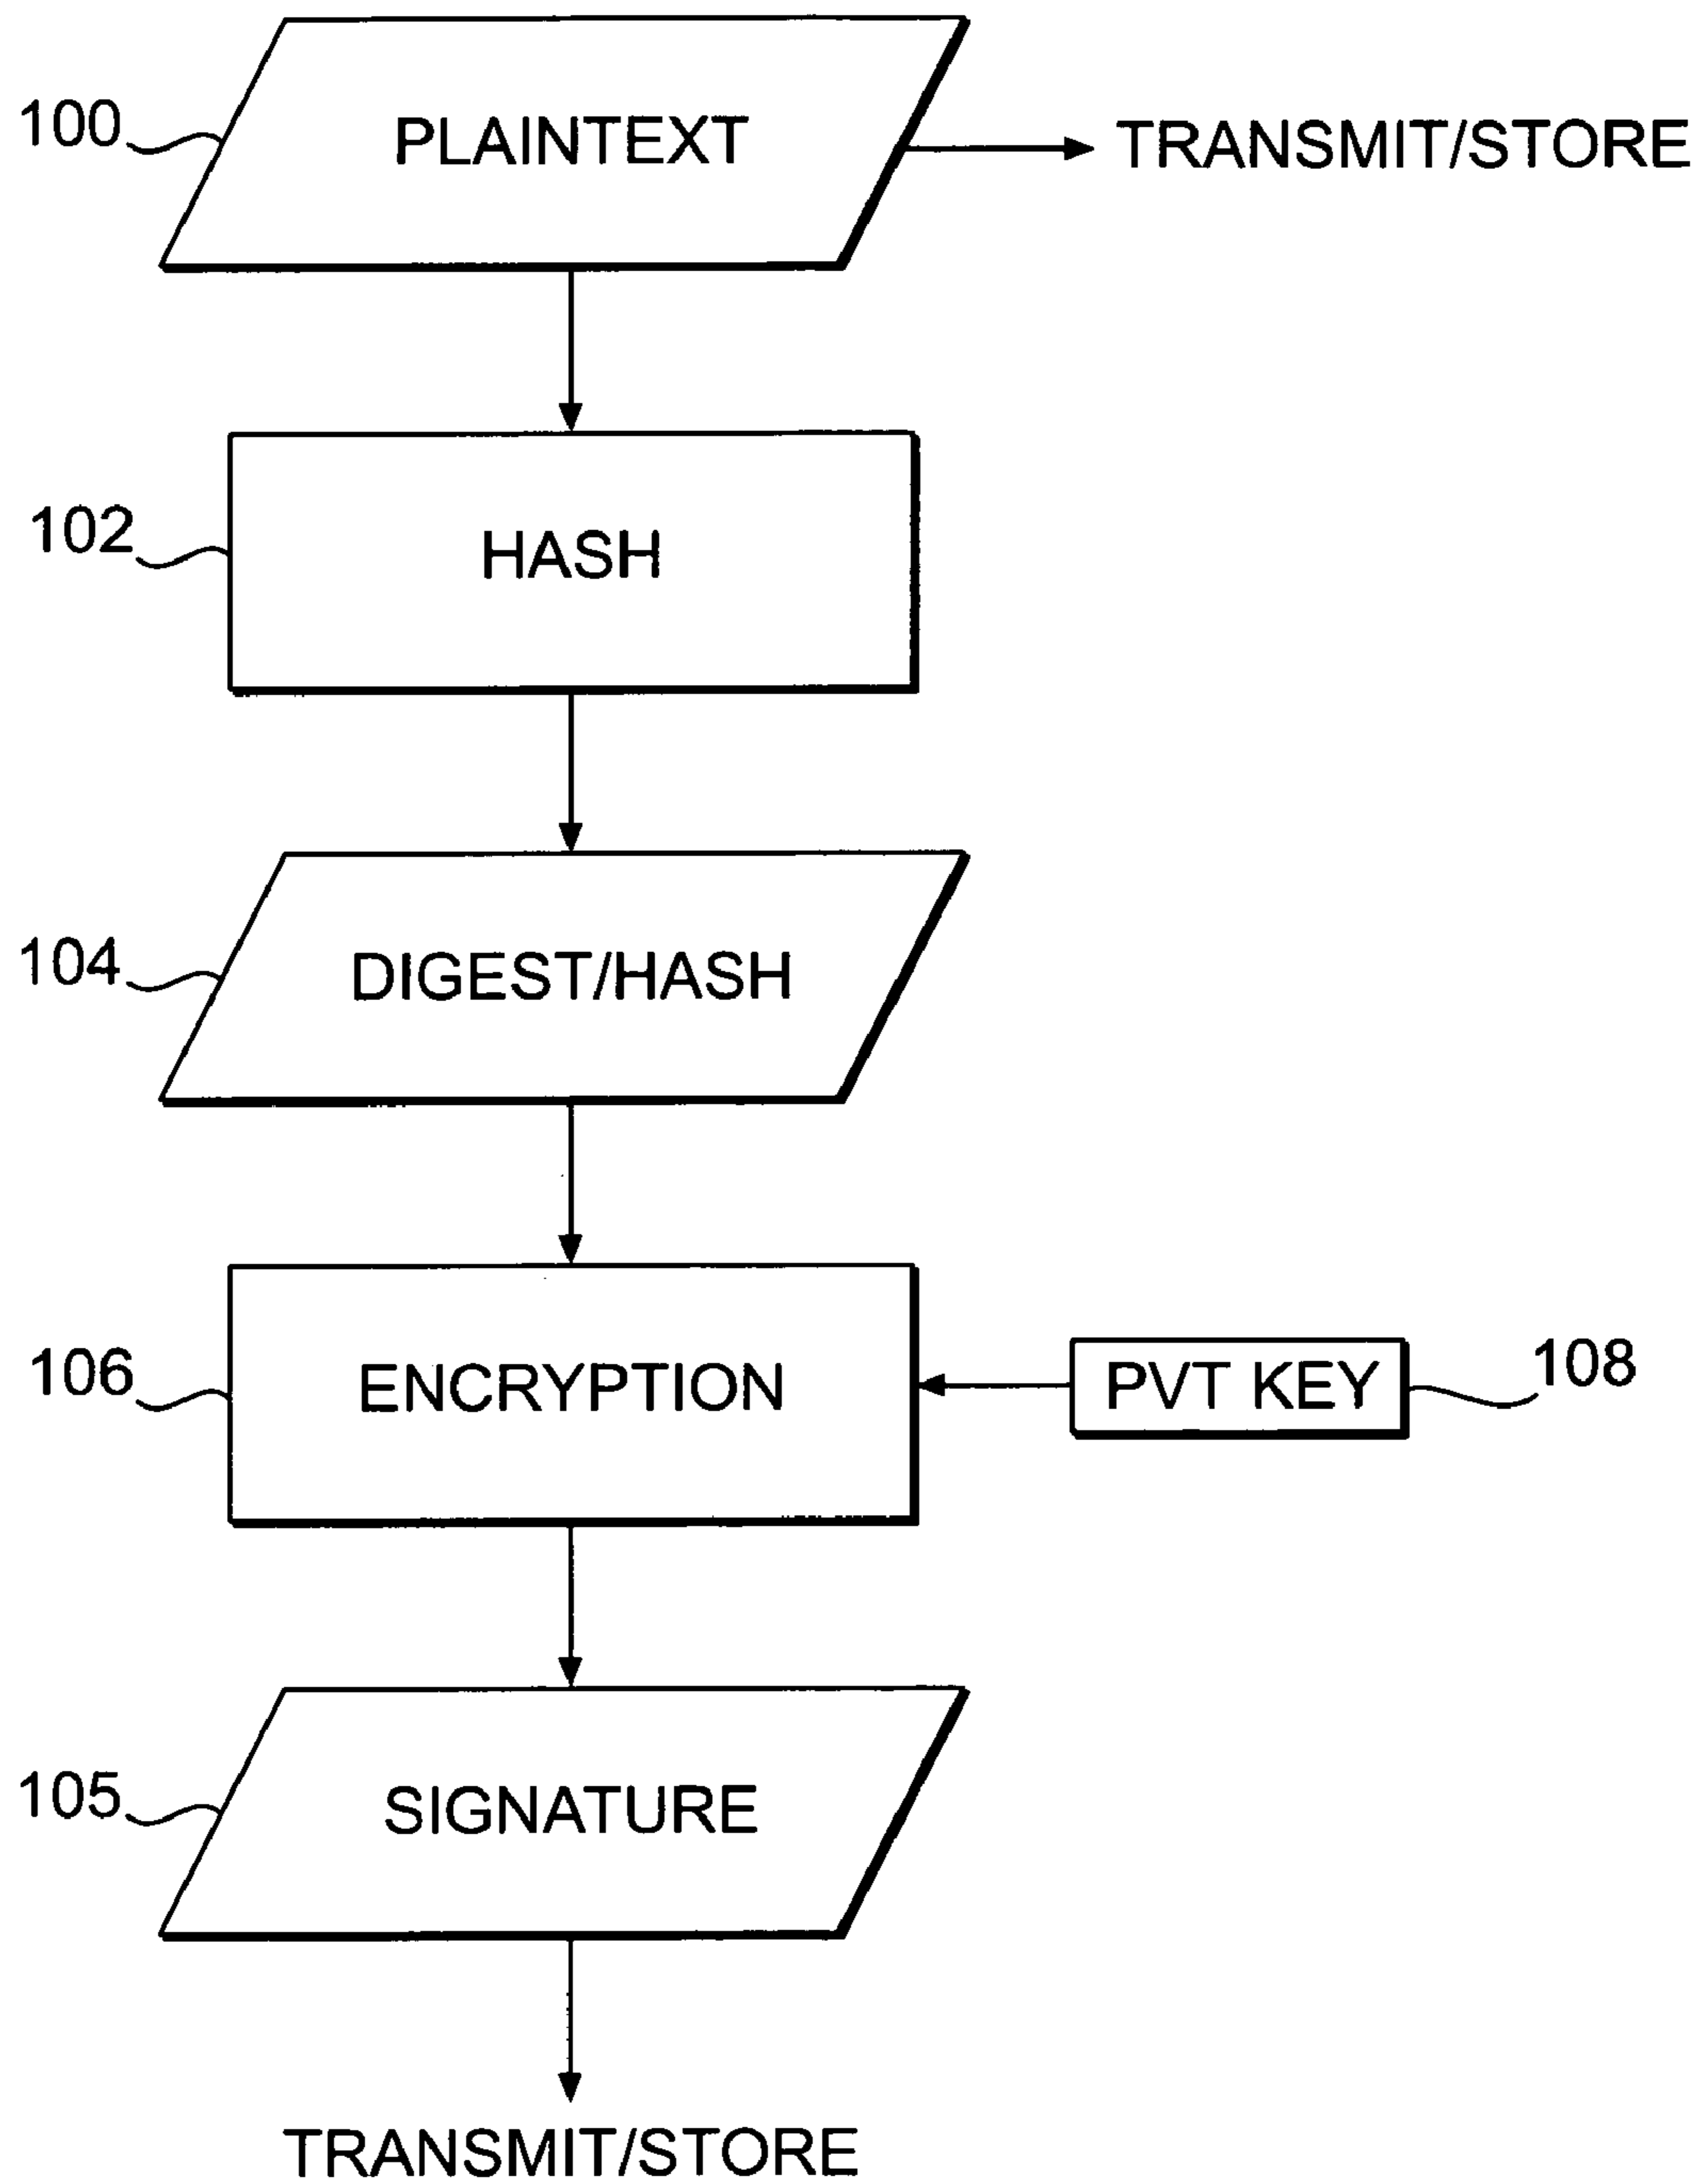 100
PLAINTEXT
TRANSMIT/STORE
102
HASH
104
DIGEST/HASH
106
ENCRYPTION
PVT KEY
108
105
SIGNATURE
TRANSMIT/STORE